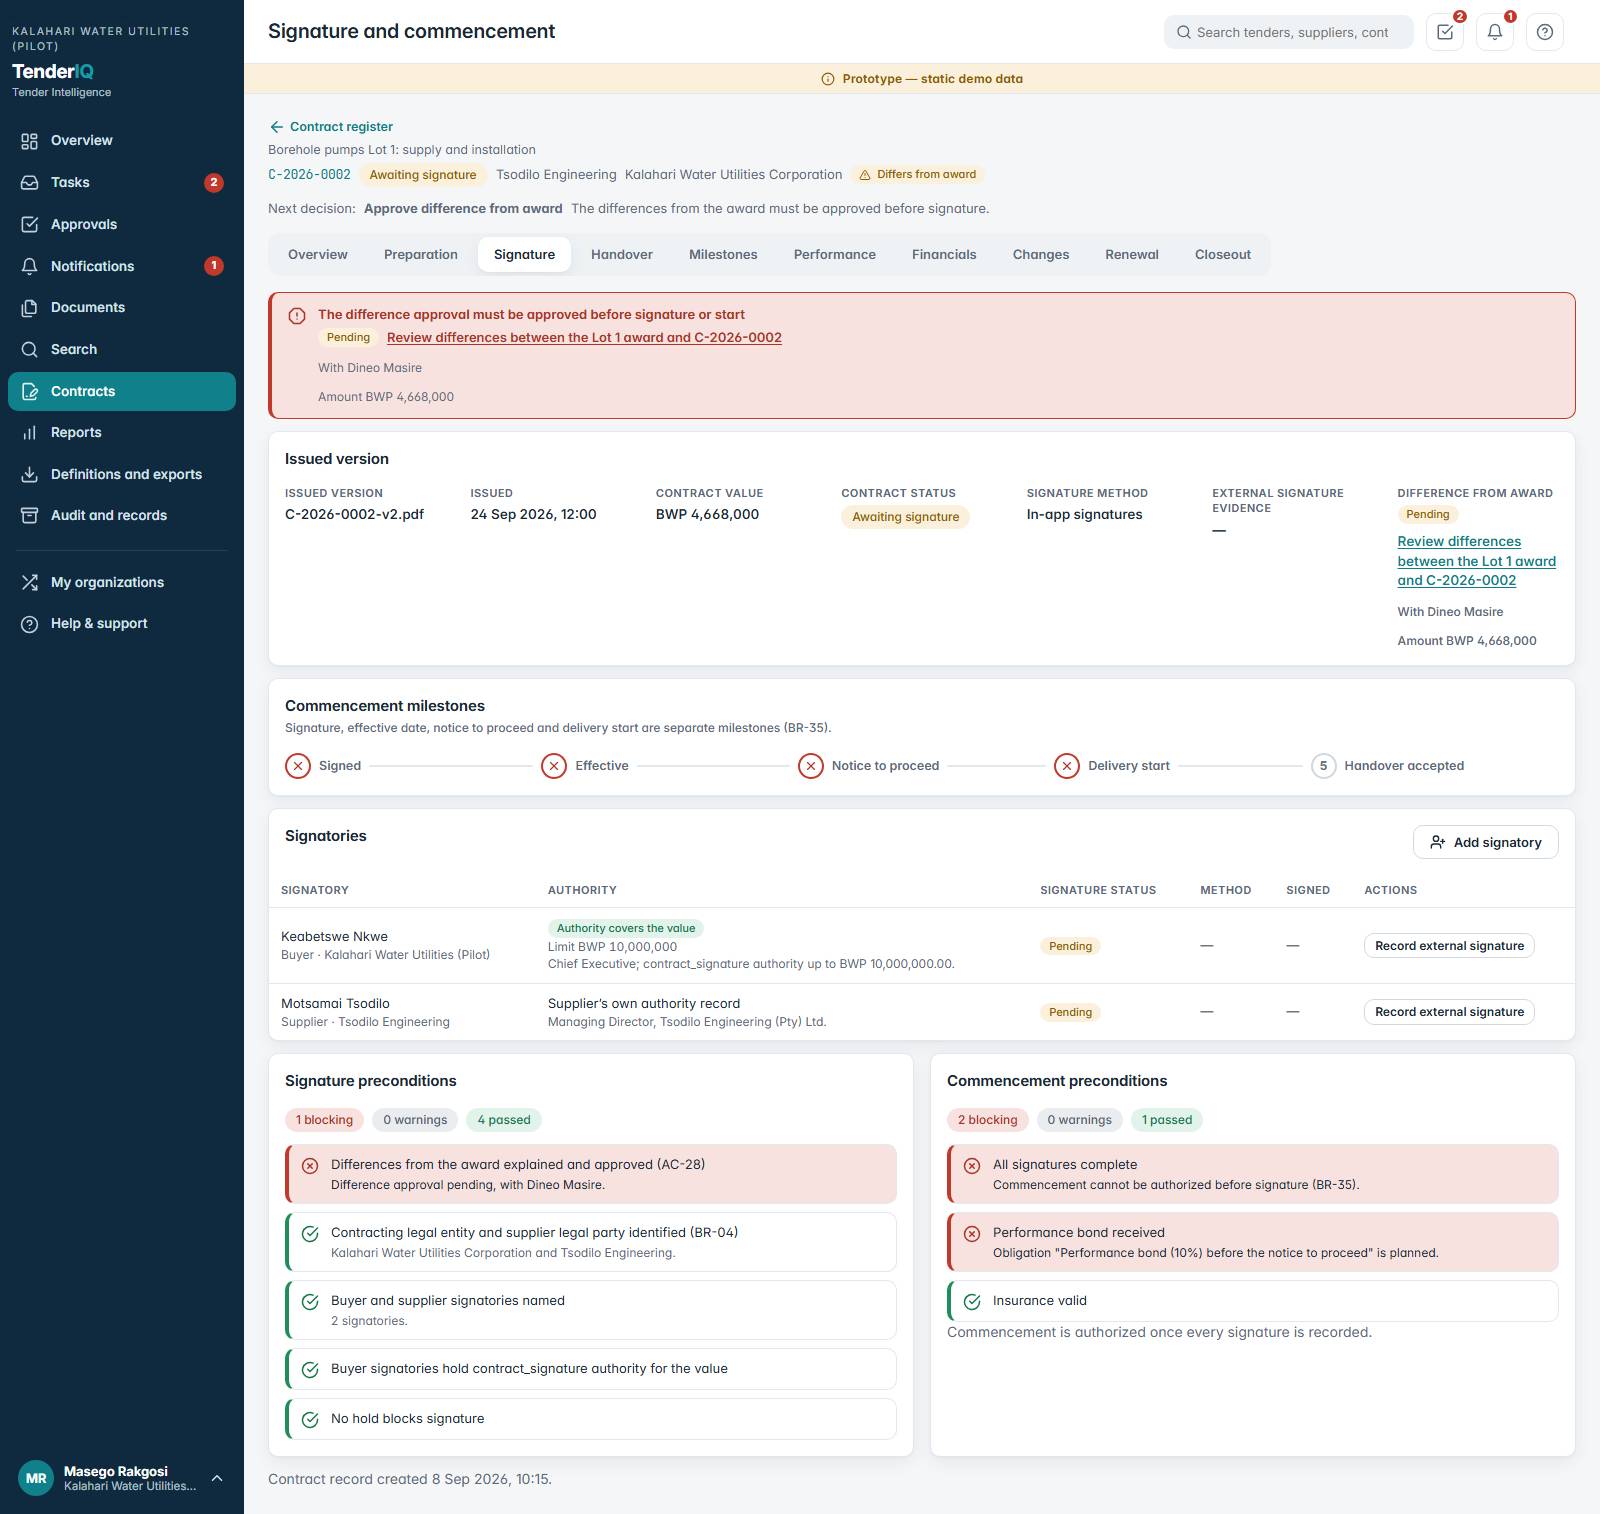 KALAHARI WATER UTILITIES
(PILOT)
TenderIQ
Tender Intelligence
Overview
Tasks
2
Approvals
Notifications
1
Documents
Search
Contracts
Reports
Definitions and exports
Audit and records
My organizations
Help & support
MR
Masego Rakgosi
Kalahari Water Utilities...
Signature and commencement
Search tenders, suppliers, cont
2
1
Prototype — static demo data
Contract register
Borehole pumps Lot 1: supply and installation
C-2026-0002 Awaiting signature Tsodilo Engineering Kalahari Water Utilities Corporation Differs from award
Next decision: Approve difference from award The differences from the award must be approved before signature.
Overview Preparation Signature Handover Milestones Performance Financials Changes Renewal Closeout
The difference approval must be approved before signature or start
Pending Review differences between the Lot 1 award and C-2026-0002
With Dineo Masire
Amount BWP 4,668,000
Issued version
ISSUED VERSION
C-2026-0002-v2.pdf
ISSUED
24 Sep 2026, 12:00
CONTRACT VALUE
BWP 4,668,000
CONTRACT STATUS
Awaiting signature
SIGNATURE METHOD
In-app signatures
EXTERNAL SIGNATURE
EVIDENCE
—
DIFFERENCE FROM AWARD
Pending
Review differences
between the Lot 1 award
and C-2026-0002
With Dineo Masire
Amount BWP 4,668,000
Commencement milestones
Signature, effective date, notice to proceed and delivery start are separate milestones (BR-35).
Signed Effective Notice to proceed Delivery start 5 Handover accepted
Signatories
Add signatory
SIGNATORY AUTHORITY SIGNATURE STATUS METHOD SIGNED ACTIONS
Keabetswe Nkwe
Buyer · Kalahari Water Utilities (Pilot)
Authority covers the value
Limit BWP 10,000,000
Chief Executive; contract_signature authority up to BWP 10,000,000.00.
Pending — — Record external signature
Motsamai Tsodilo
Supplier · Tsodilo Engineering
Supplier's own authority record
Managing Director, Tsodilo Engineering (Pty) Ltd.
Pending — — Record external signature
Signature preconditions
1 blocking 0 warnings 4 passed
Differences from the award explained and approved (AC-28)
Difference approval pending, with Dineo Masire.
Contracting legal entity and supplier legal party identified (BR-04)
Kalahari Water Utilities Corporation and Tsodilo Engineering.
Buyer and supplier signatories named
2 signatories.
Buyer signatories hold contract_signature authority for the value
No hold blocks signature
Commencement preconditions
2 blocking 0 warnings 1 passed
All signatures complete
Commencement cannot be authorized before signature (BR-35).
Performance bond received
Obligation "Performance bond (10%) before the notice to proceed" is planned.
Insurance valid
Commencement is authorized once every signature is recorded.
Contract record created 8 Sep 2026, 10:15.